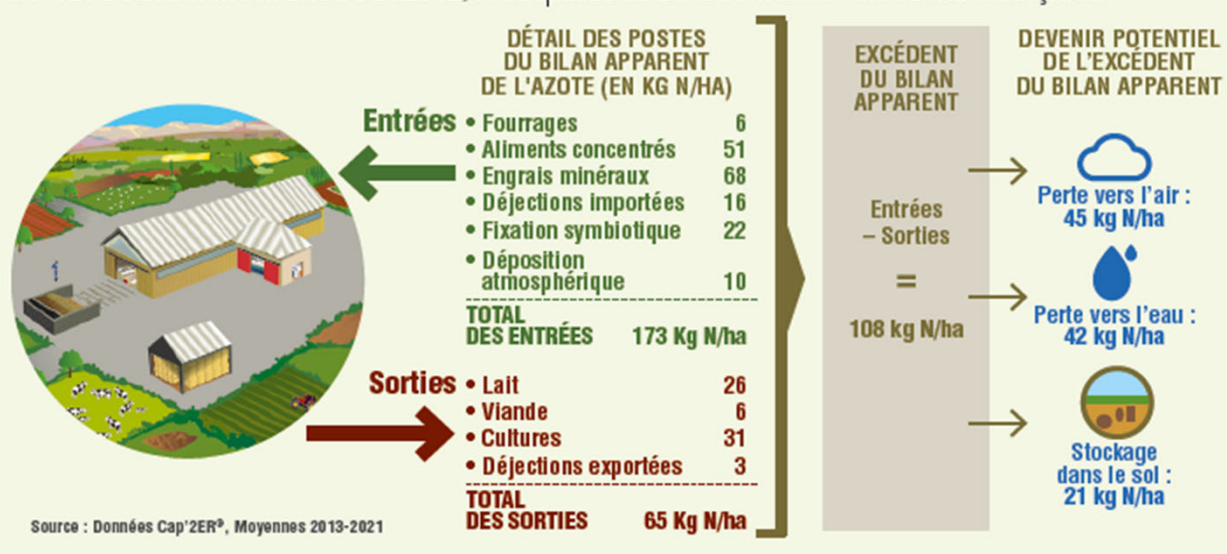 DÉTAIL DES POSTES
DU BILAN APPARENT
DE L'AZOTE (EN KG N/HA)
Entrées
• Fourrages 6
• Aliments concentrés 51
• Engrais minéraux 68
• Déjections importées 16
• Fixation symbiotique 22
• Déposition
atmosphérique 10
TOTAL
DES ENTRÉES 173 Kg N/ha
Sorties
• Lait 26
• Viande 6
• Cultures 31
• Déjections exportées 3
TOTAL
DES SORTIES 65 Kg N/ha
EXCÉDENT
DU BILAN
APPARENT
Entrées
– Sorties
=
108 kg N/ha
DEVENIR POTENTIEL
DE L'EXCÉDENT
DU BILAN APPARENT
Perte vers l'air :
45 kg N/ha
Perte vers l'eau :
42 kg N/ha
Stockage
dans le sol :
21 kg N/ha
Source : Données Cap'2ER®, Moyennes 2013-2021